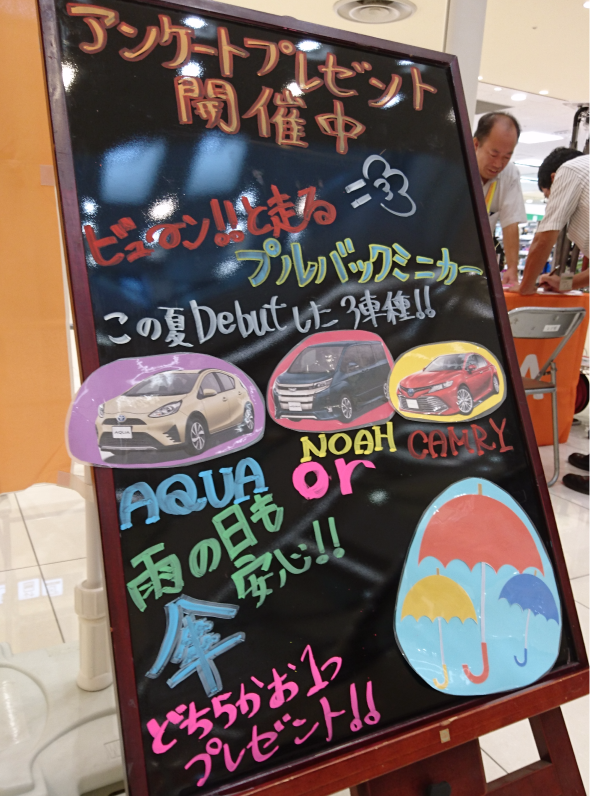 アンケートプレゼント
開催中
ビューン!!と走る
プルバックミニカー
この夏Debutした3車種!!
AQUA
AQUA
NOAH
CAMRY
or
雨の日も
安心!!
傘
どちらかお1つ
プレゼント!!